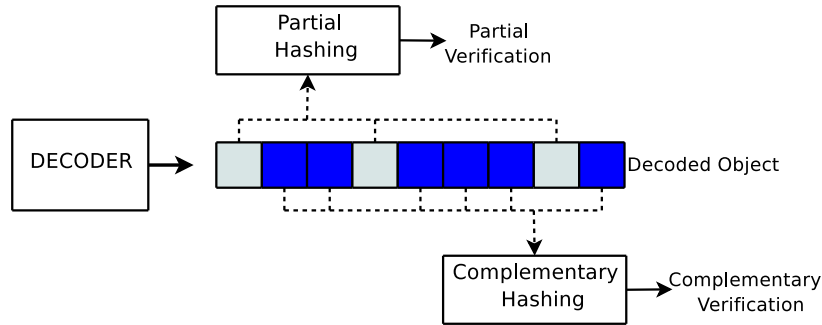 Partial
Hashing
Partial
Verification
DECODER
Decoded Object
Complementary
Hashing
Complementary
Verification